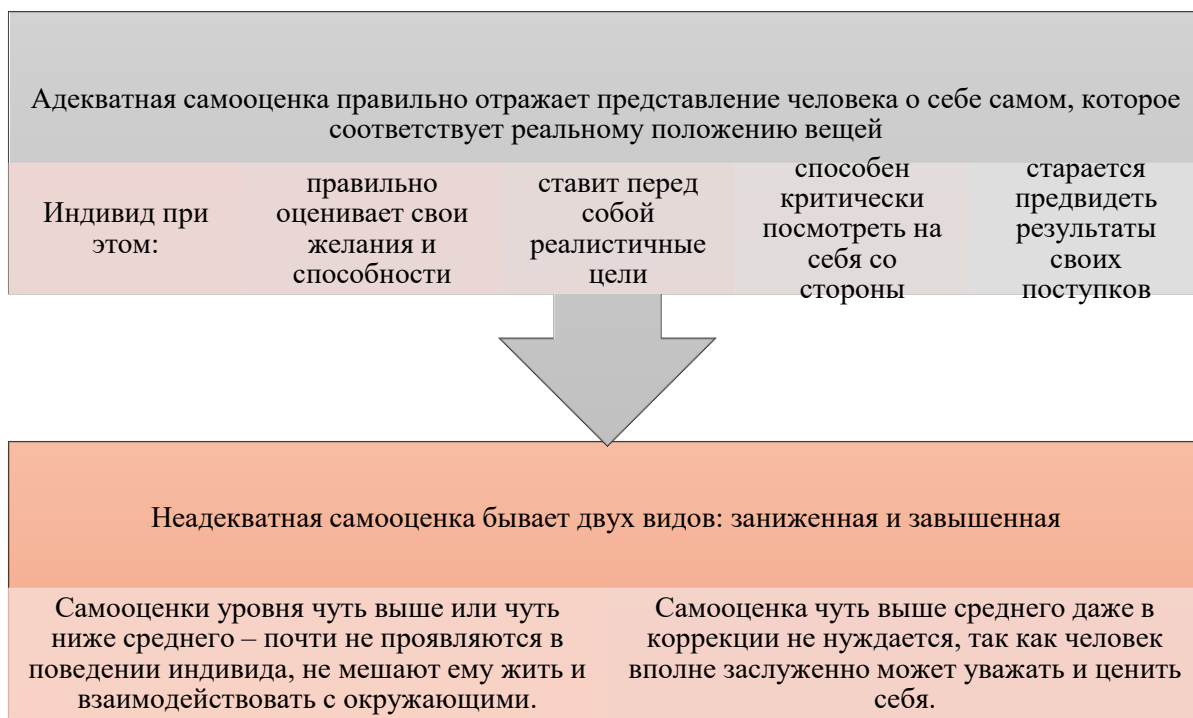 Адекватная самооценка правильно отражает представление человека о себе самом, которое
соответствует реальному положению вещей
Индивид при
этом:
правильно
оценивает свои
желания и
способности
ставит перед
собой
реалистичные
цели
способен
критически
посмотреть на
себя со
стороны
старается
предвидеть
результаты
своих
поступков
Неадекватная самооценка бывает двух видов: заниженная и завышенная
Самооценки уровня чуть выше или чуть
ниже среднего – почти не проявляются в
поведении индивида, не мешают ему жить и
взаимодействовать с окружающими.
Самооценка чуть выше среднего даже в
коррекции не нуждается, так как человек
вполне заслуженно может уважать и ценить
себя.